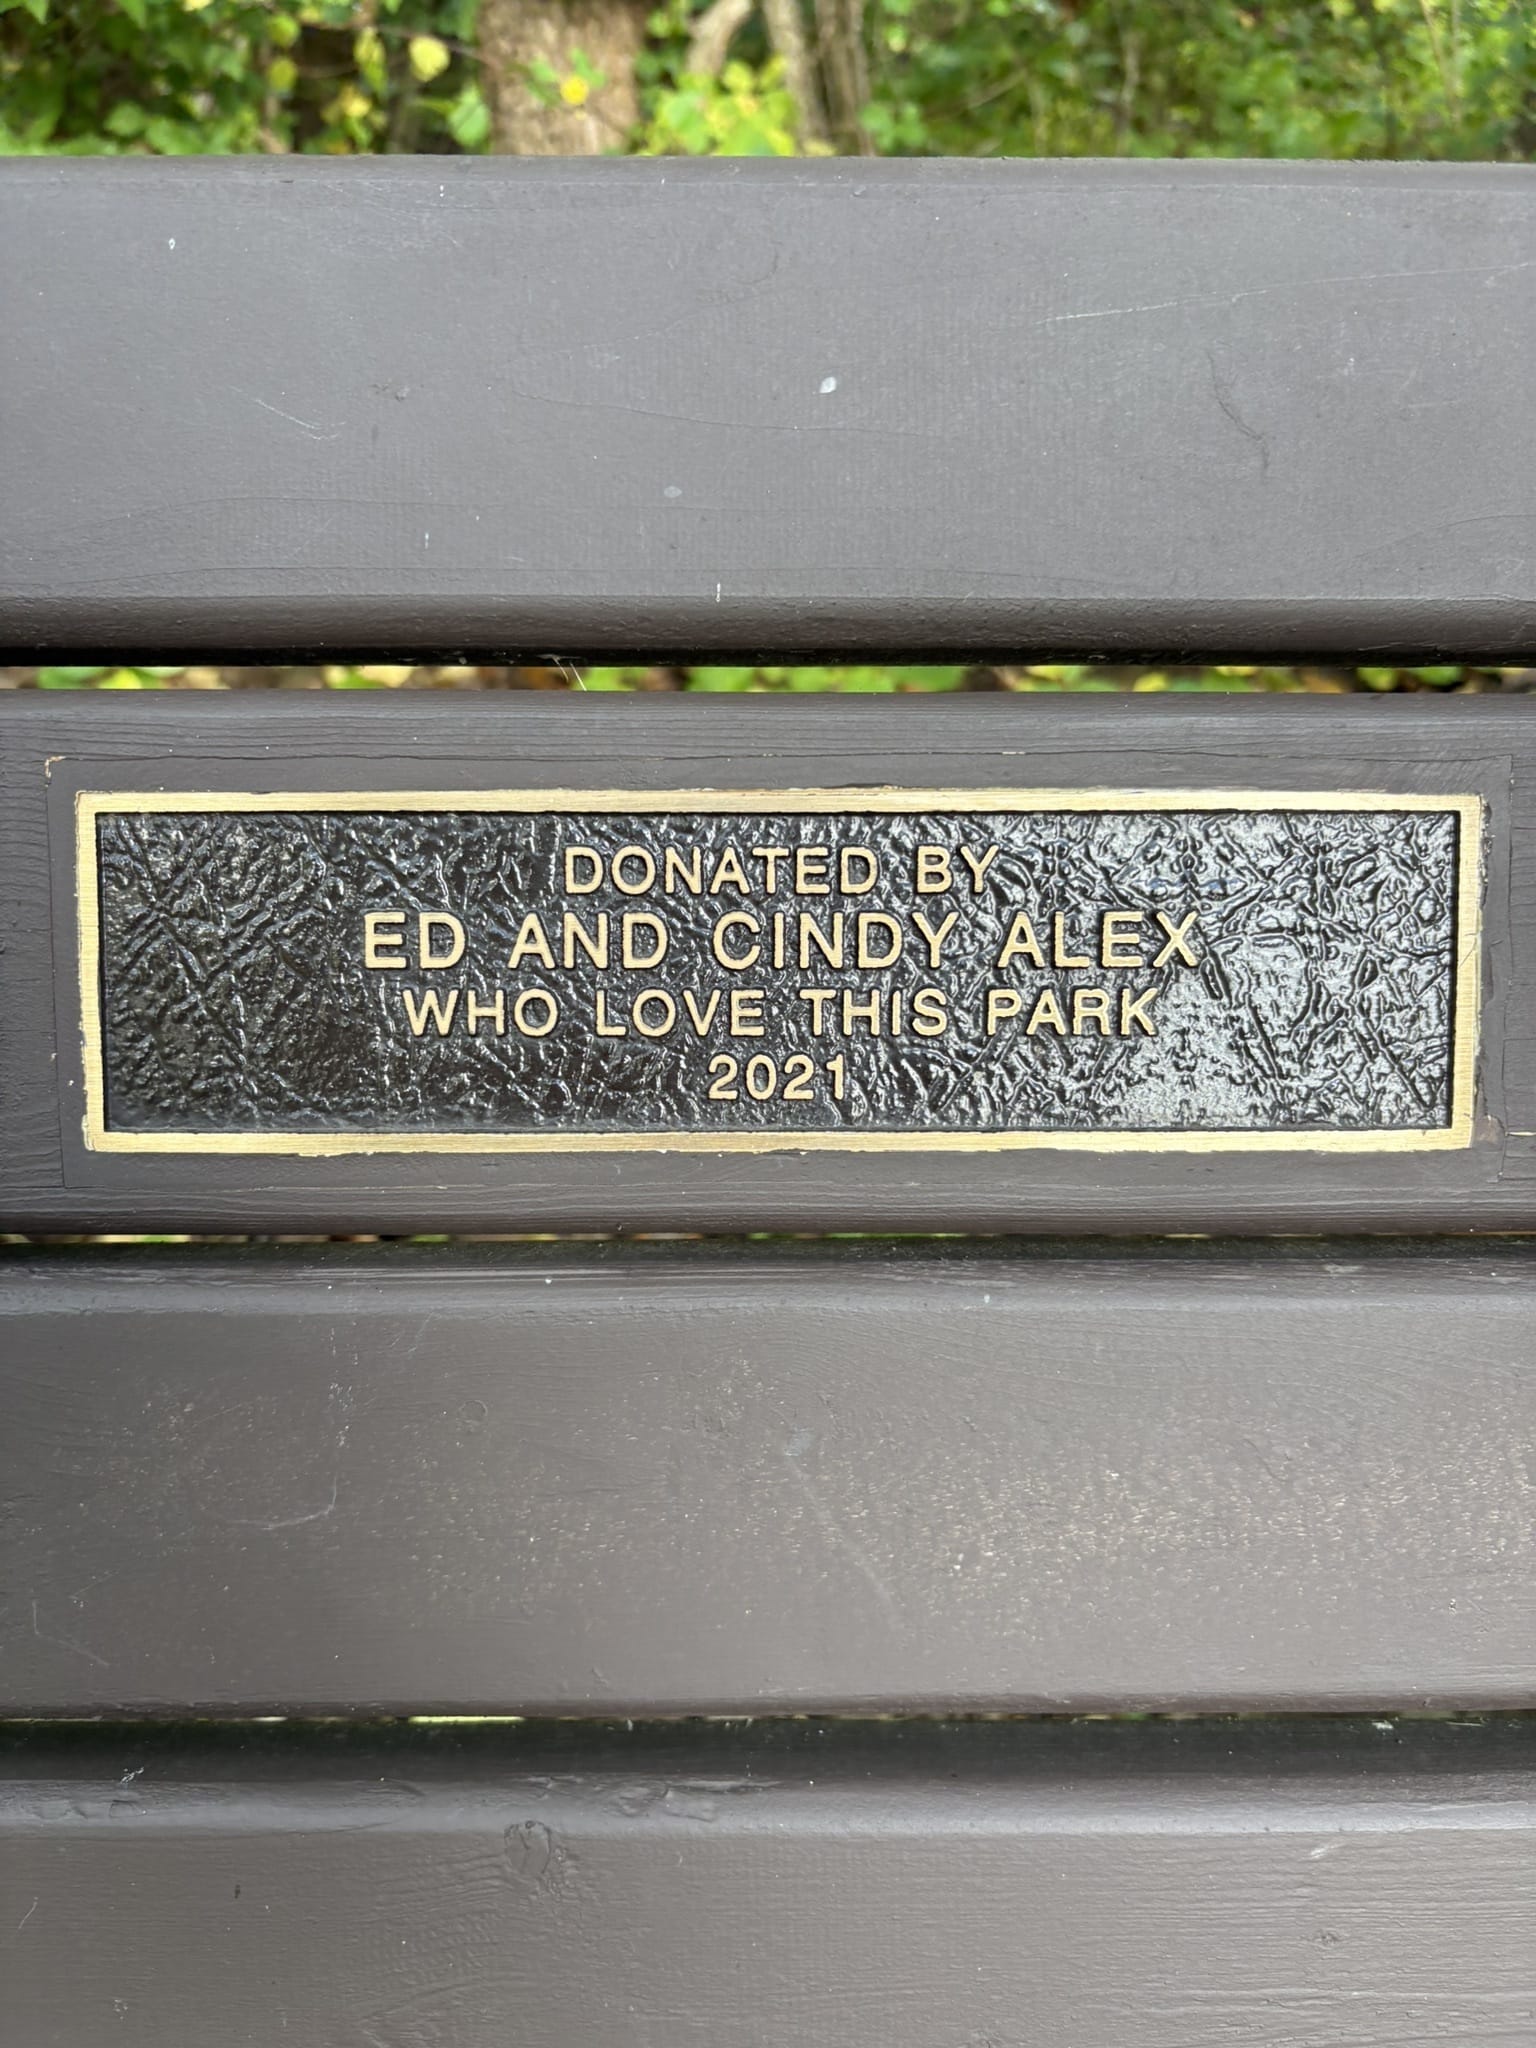 DONATED BY
ED AND CINDY ALEX
WHO LOVE THIS PARK
2021